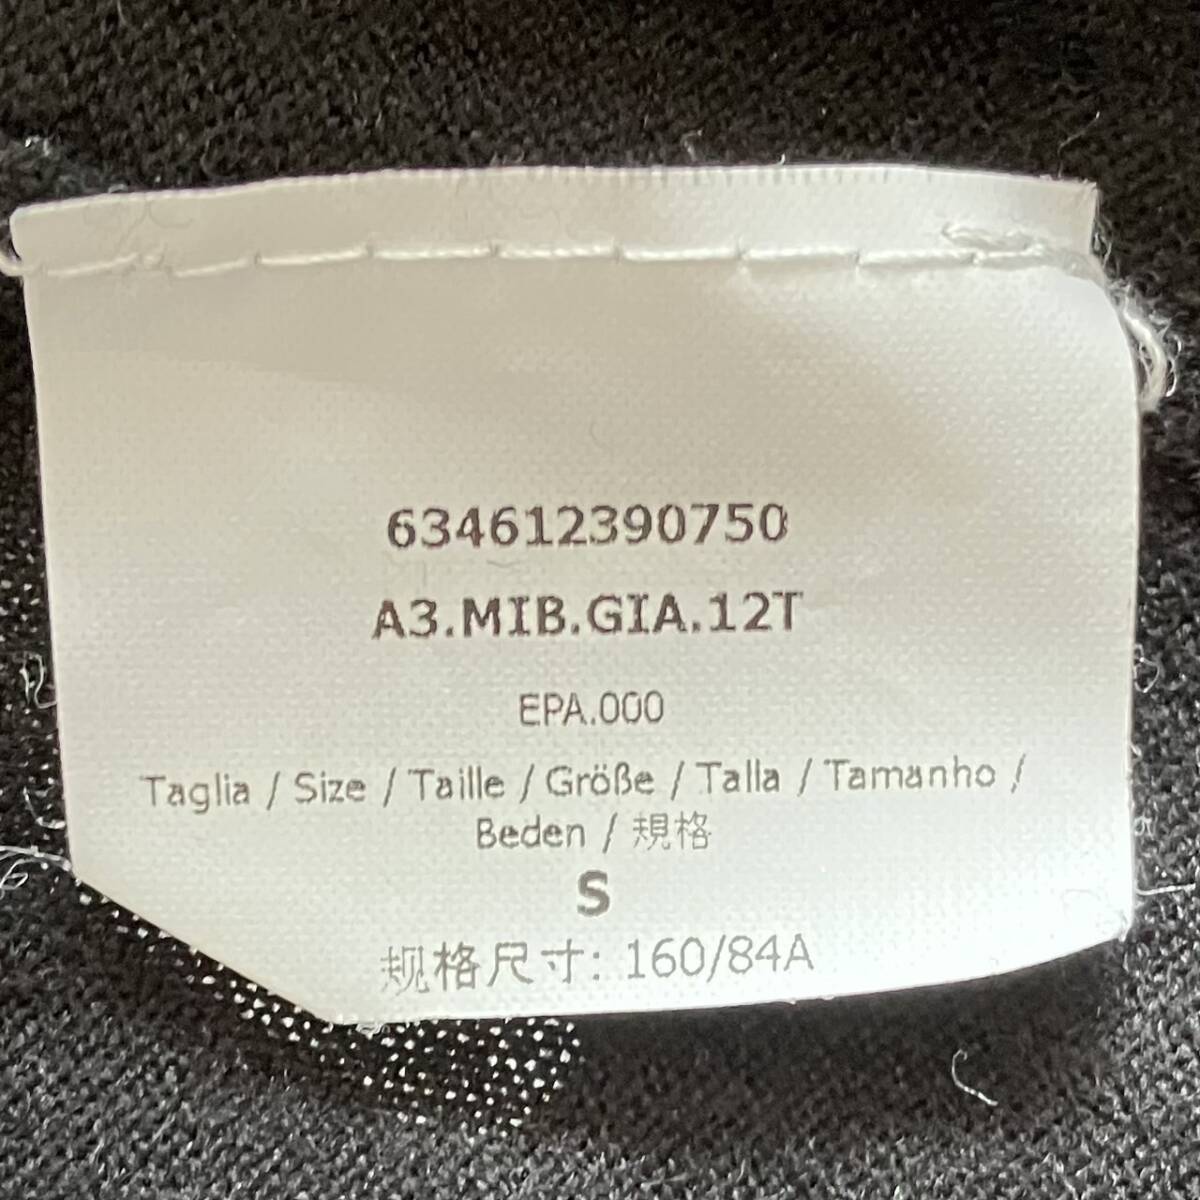 634612390750
A3.MIB.GIA.12T
EPA.000
Taglia / Size / Taille / Größe / Talla / Tamanho /
Beden / 規格
S
规格尺寸: 160/84A